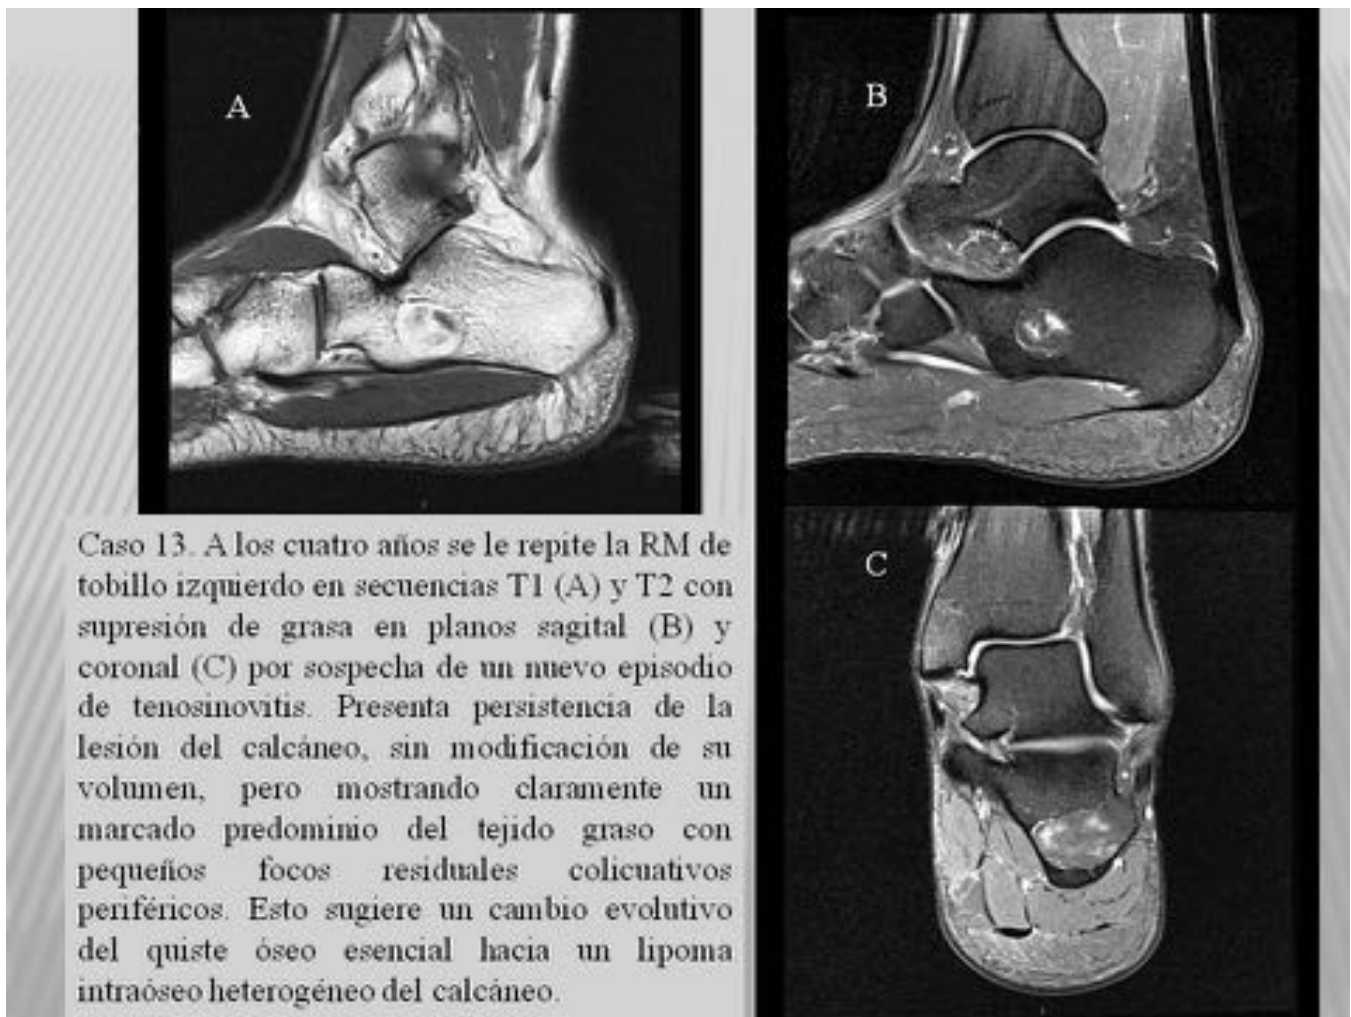 A
B
C
Caso 13. A los cuatro años se le repite la RM de
tobillo izquierdo en secuencias T1 (A) y T2 con
supresión de grasa en planos sagital (B) y
coronal (C) por sospecha de un nuevo episodio
de tenosinovitis. Presenta persistencia de la
lesión del calcáneo, sin modificación de su
volumen, pero mostrando claramente un
marcado predominio del tejido graso con
pequeños focos residuales colicuativos
periféricos. Esto sugiere un cambio evolutivo
del quiste óseo esencial hacia un lipoma
intraóseo heterogéneo del calcáneo.